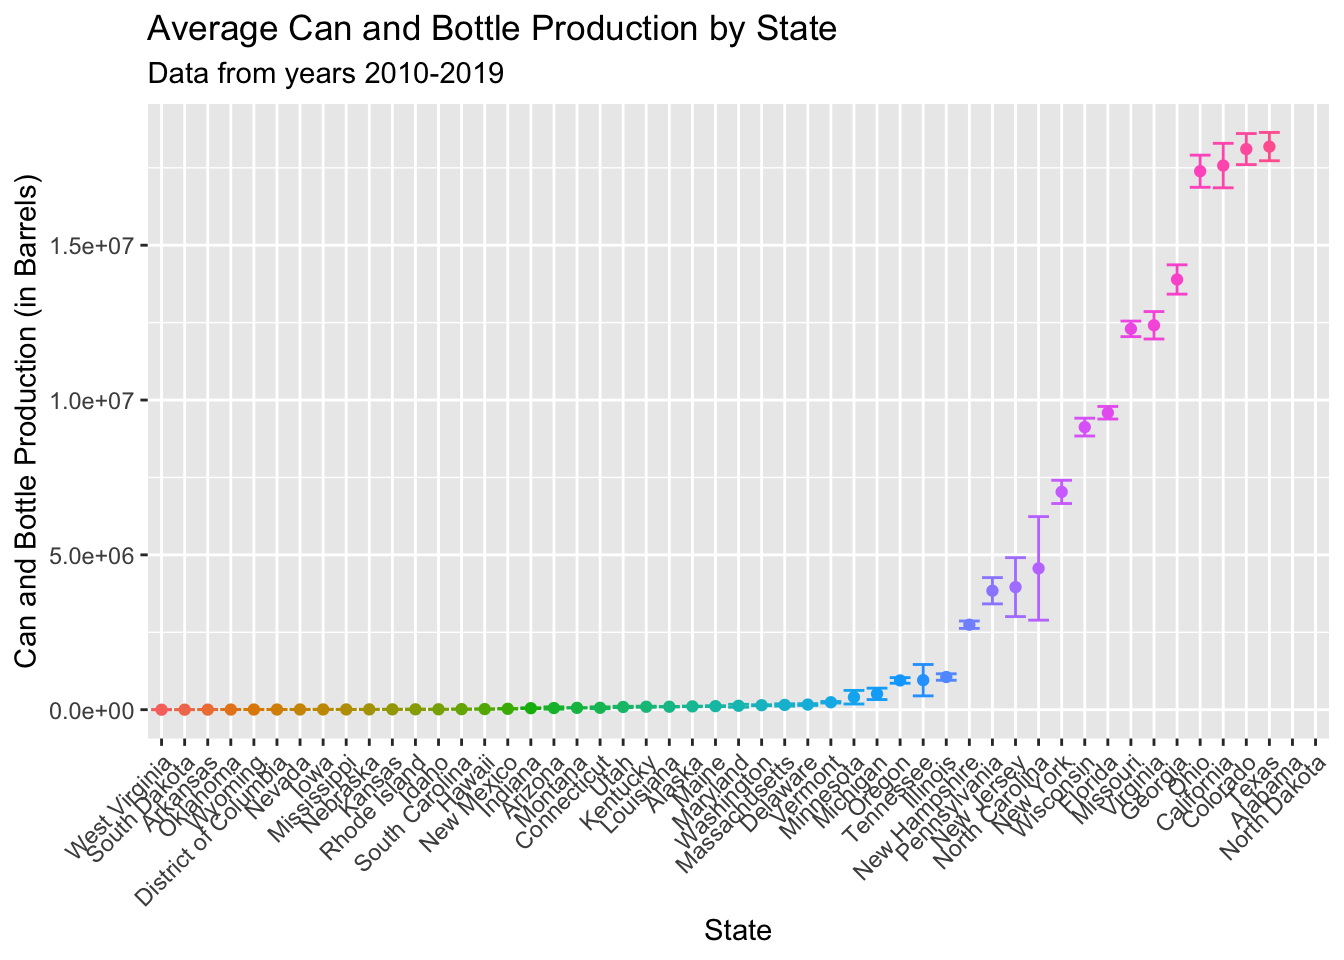 Average Can and Bottle Production by State
Data from years 2010-2019
Can and Bottle Production (in Barrels)
1.5e+07
1.0e+07
5.0e+06
0.0e+00
West Virginia
South Dakota
Arkansas
Oklahoma
Wyoming
District of Columbia
Nevada
Iowa
Mississippi
Nebraska
Kansas
Rhode Island
Idaho
South Carolina
Hawaii
New Mexico
Indiana
Arizona
Montana
Connecticut
Utah
Kentucky
Louisiana
Alaska
Maine
Maryland
Washington
Massachusetts
Delaware
Vermont
Minnesota
Michigan
Oregon
Tennessee
Illinois
New Hampshire
Pennsylvania
New Jersey
North Carolina
New York
Wisconsin
Florida
Missouri
Virginia
Georgia
Ohio
California
Colorado
Texas
Alabama
North Dakota
State